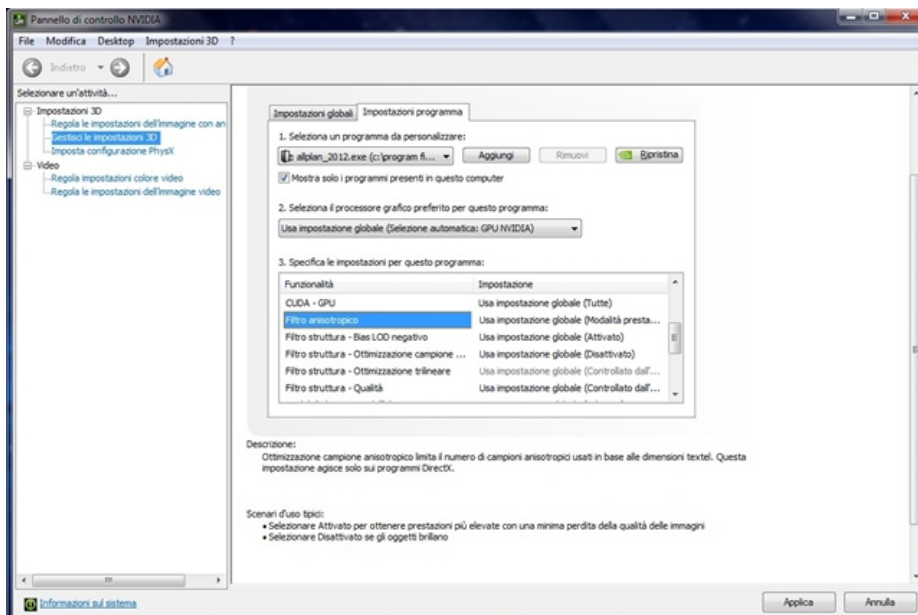 Pannello di controllo NVIDIA
File Modifica Desktop Impostazioni 3D ?
Indietro
Selezionare un'attività...
Impostazioni 3D
Regola le impostazioni dell'immagine con an
Gestisci le impostazioni 3D
Imposta configurazione PhysX
Video
Regola impostazioni colore video
Regola le impostazioni dell'immagine video
Impostazioni globali Impostazioni programma
1. Seleziona un programma da personalizzare:
allplan_2012.exe (c:\program fi... Aggiungi Rimuovi Ripristina
Mostra solo i programmi presenti in questo computer
2. Seleziona il processore grafico preferito per questo programma:
Usa impostazione globale (Selezione automatica: GPU NVIDIA)
3. Specifica le impostazioni per questo programma:
Funzionalità Impostazione
CUDA - GPU Usa impostazione globale (Tutte)
Filtro anisotropico Usa impostazione globale (Modalità presta...
Filtro struttura - Bias LOD negativo Usa impostazione globale (Attivato)
Filtro struttura - Ottimizzazione campione ... Usa impostazione globale (Disattivato)
Filtro struttura - Ottimizzazione trilineare Usa impostazione globale (Controllato dall'...
Filtro struttura - Qualità Usa impostazione globale (Controllato dall'...
Descrizione:
Ottimizzazione campione anisotropico limita il numero di campioni anisotropici usati in base alle dimensioni textel. Questa
impostazione agisce solo sui programmi DirectX.
Scenari d'uso tipici:
• Selezionare Attivato per ottenere prestazioni più elevate con una minima perdita della qualità delle immagini
• Selezionare Disattivato se gli oggetti brillano
Informazioni sul sistema
Applica Annulla